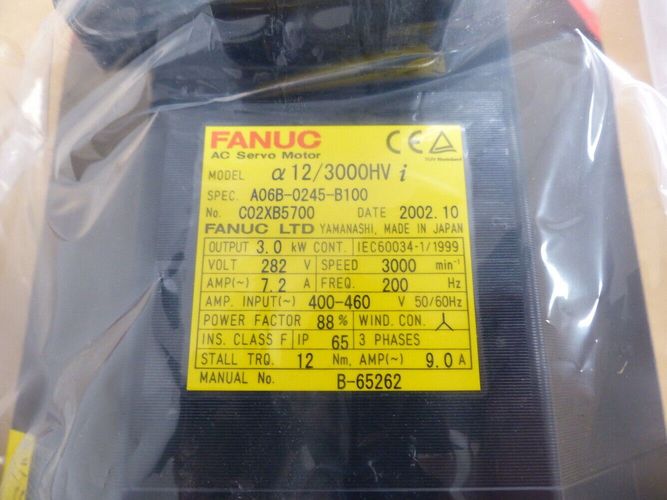 FANUC
AC Servo Motor
MODEL α12/3000HV i
SPEC. A06B-0245-B100
No. C02XB5700 DATE 2002.10
FANUC LTD YAMANASHI, MADE IN JAPAN
OUTPUT 3.0 kW CONT. IEC60034-1/1999
VOLT 282 V SPEED 3000 min⁻¹
AMP(~) 7.2 A FREQ. 200 Hz
AMP. INPUT(~) 400-460 V 50/60Hz
POWER FACTOR 88% WIND. CON.
INS. CLASS F IP 65 3 PHASES
STALL TRQ. 12 Nm, AMP(~) 9.0 A
MANUAL No. B-65262
CE